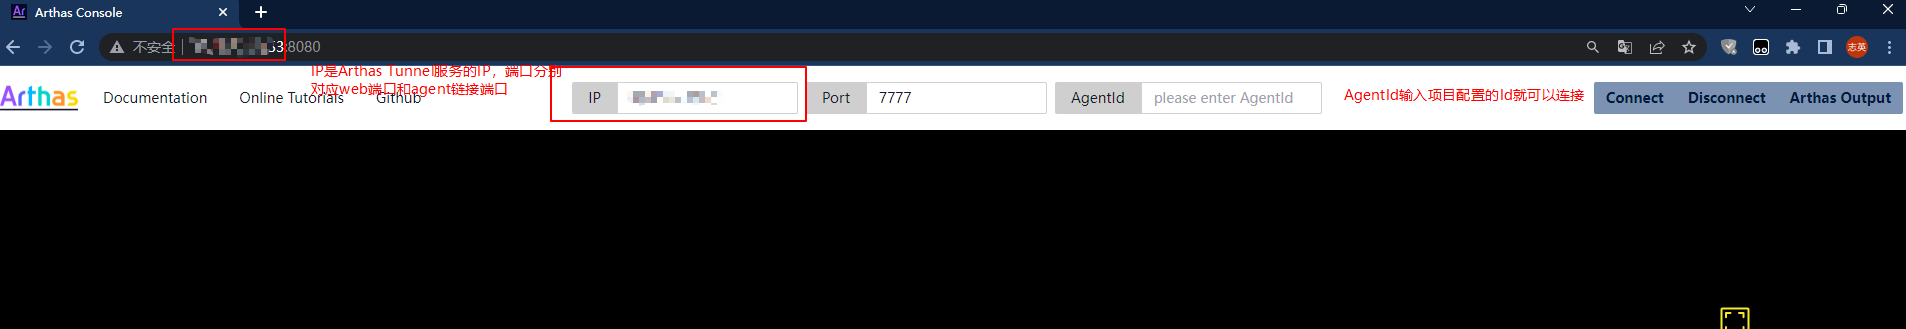 Ar Arthas Console
不安全 53:8080
IP是Arthas Tunnel服务的IP，端口分别
对应web端口和agent链接端口
Arthas Documentation Online Tutorials Github IP Port 7777 AgentId please enter AgentId AgentId输入项目配置的Id就可以连接 Connect Disconnect Arthas Output
志英